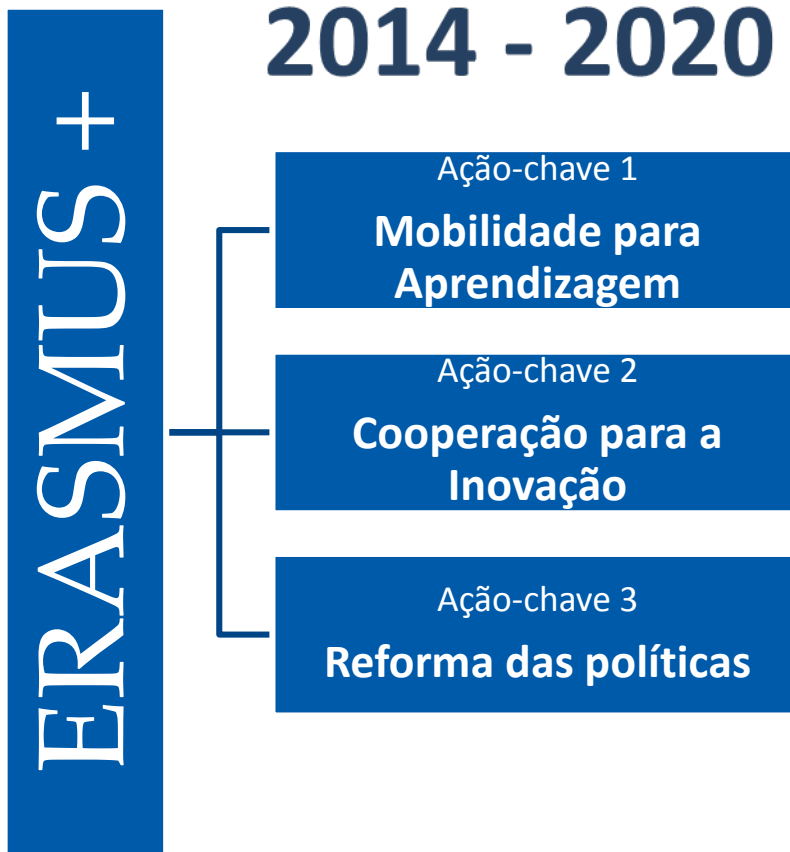 ERASMUS +
2014 - 2020
Ação-chave 1
Mobilidade para
Aprendizagem
Ação-chave 2
Cooperação para a
Inovação
Ação-chave 3
Reforma das políticas